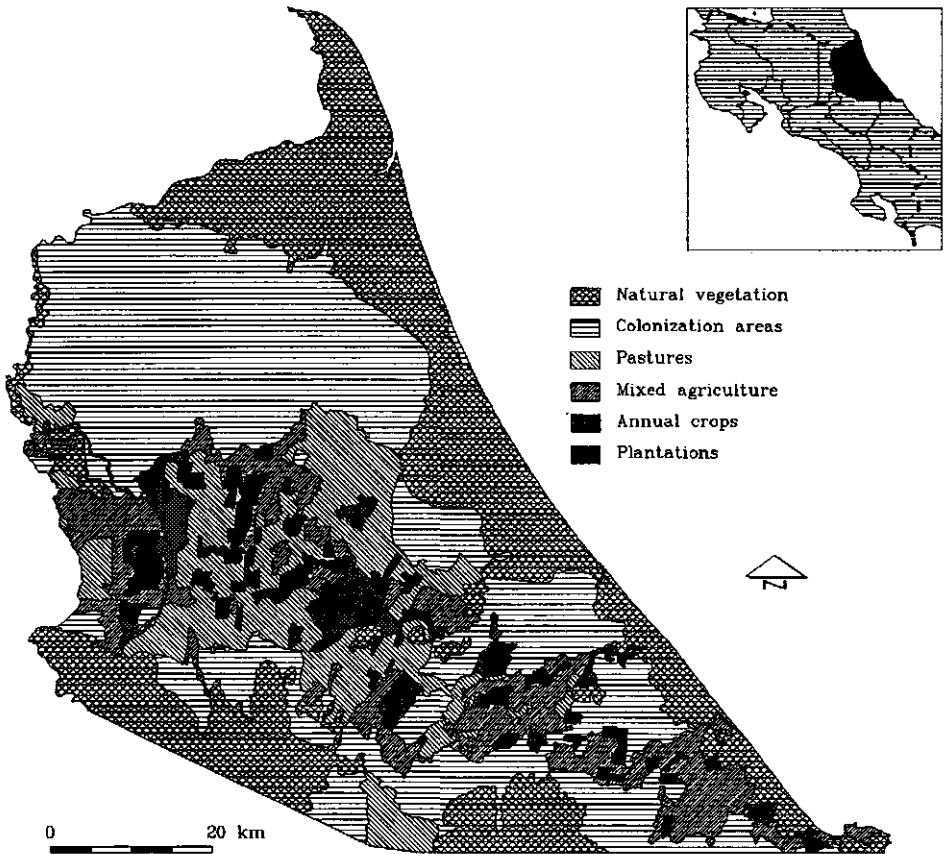 Natural vegetation
Colonization areas
Pastures
Mixed agriculture
Annual crops
Plantations
N
0 20 km